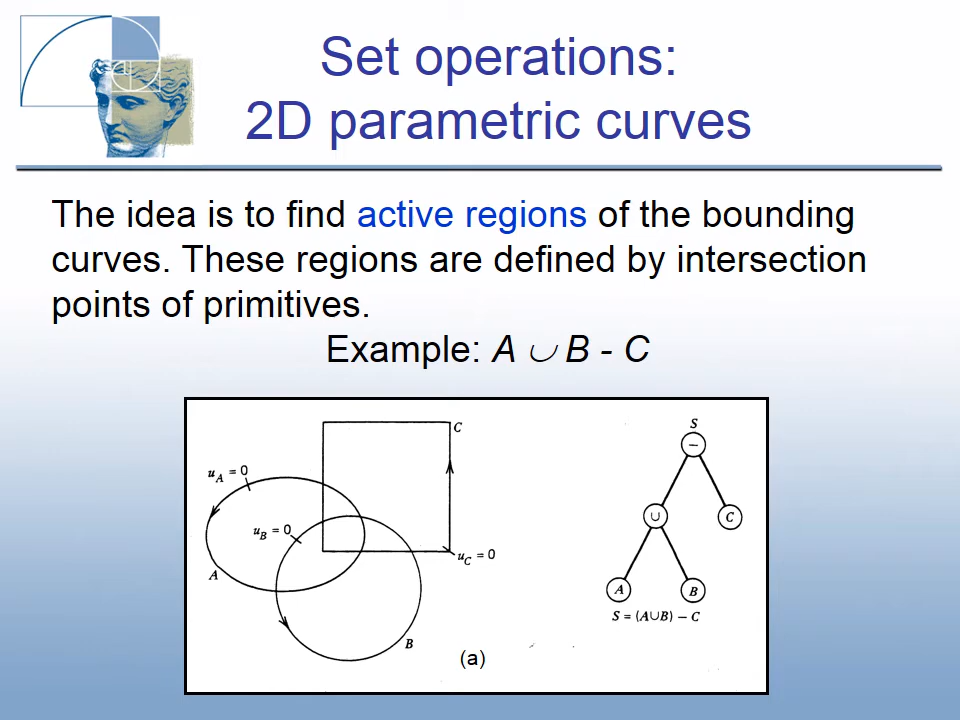 Set operations:
2D parametric curves
The idea is to find active regions of the bounding
curves. These regions are defined by intersection
points of primitives.
Example: A ∪ B - C
C
u_A = 0
u_B = 0
u_C = 0
A
B
(a)
S
−
∪
C
A
B
S = (A∪B) − C